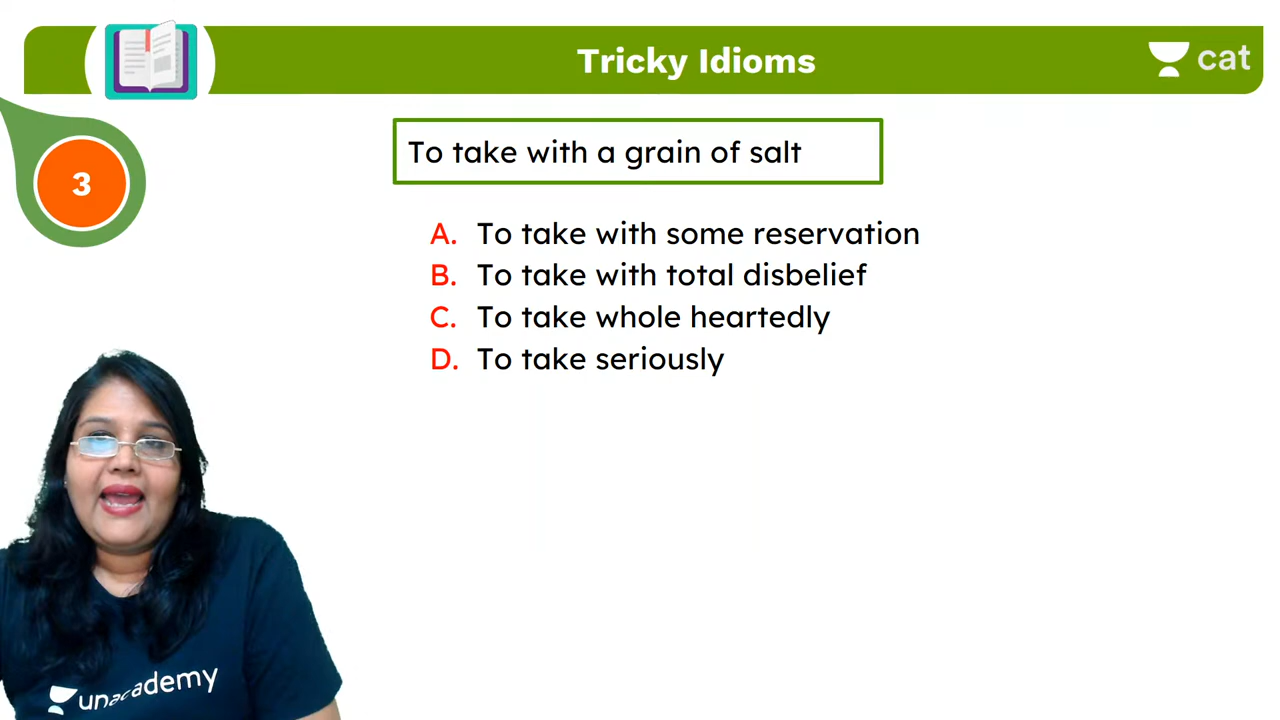 Tricky Idioms
cat
3
To take with a grain of salt
A. To take with some reservation
B. To take with total disbelief
C. To take whole heartedly
D. To take seriously
unacademy